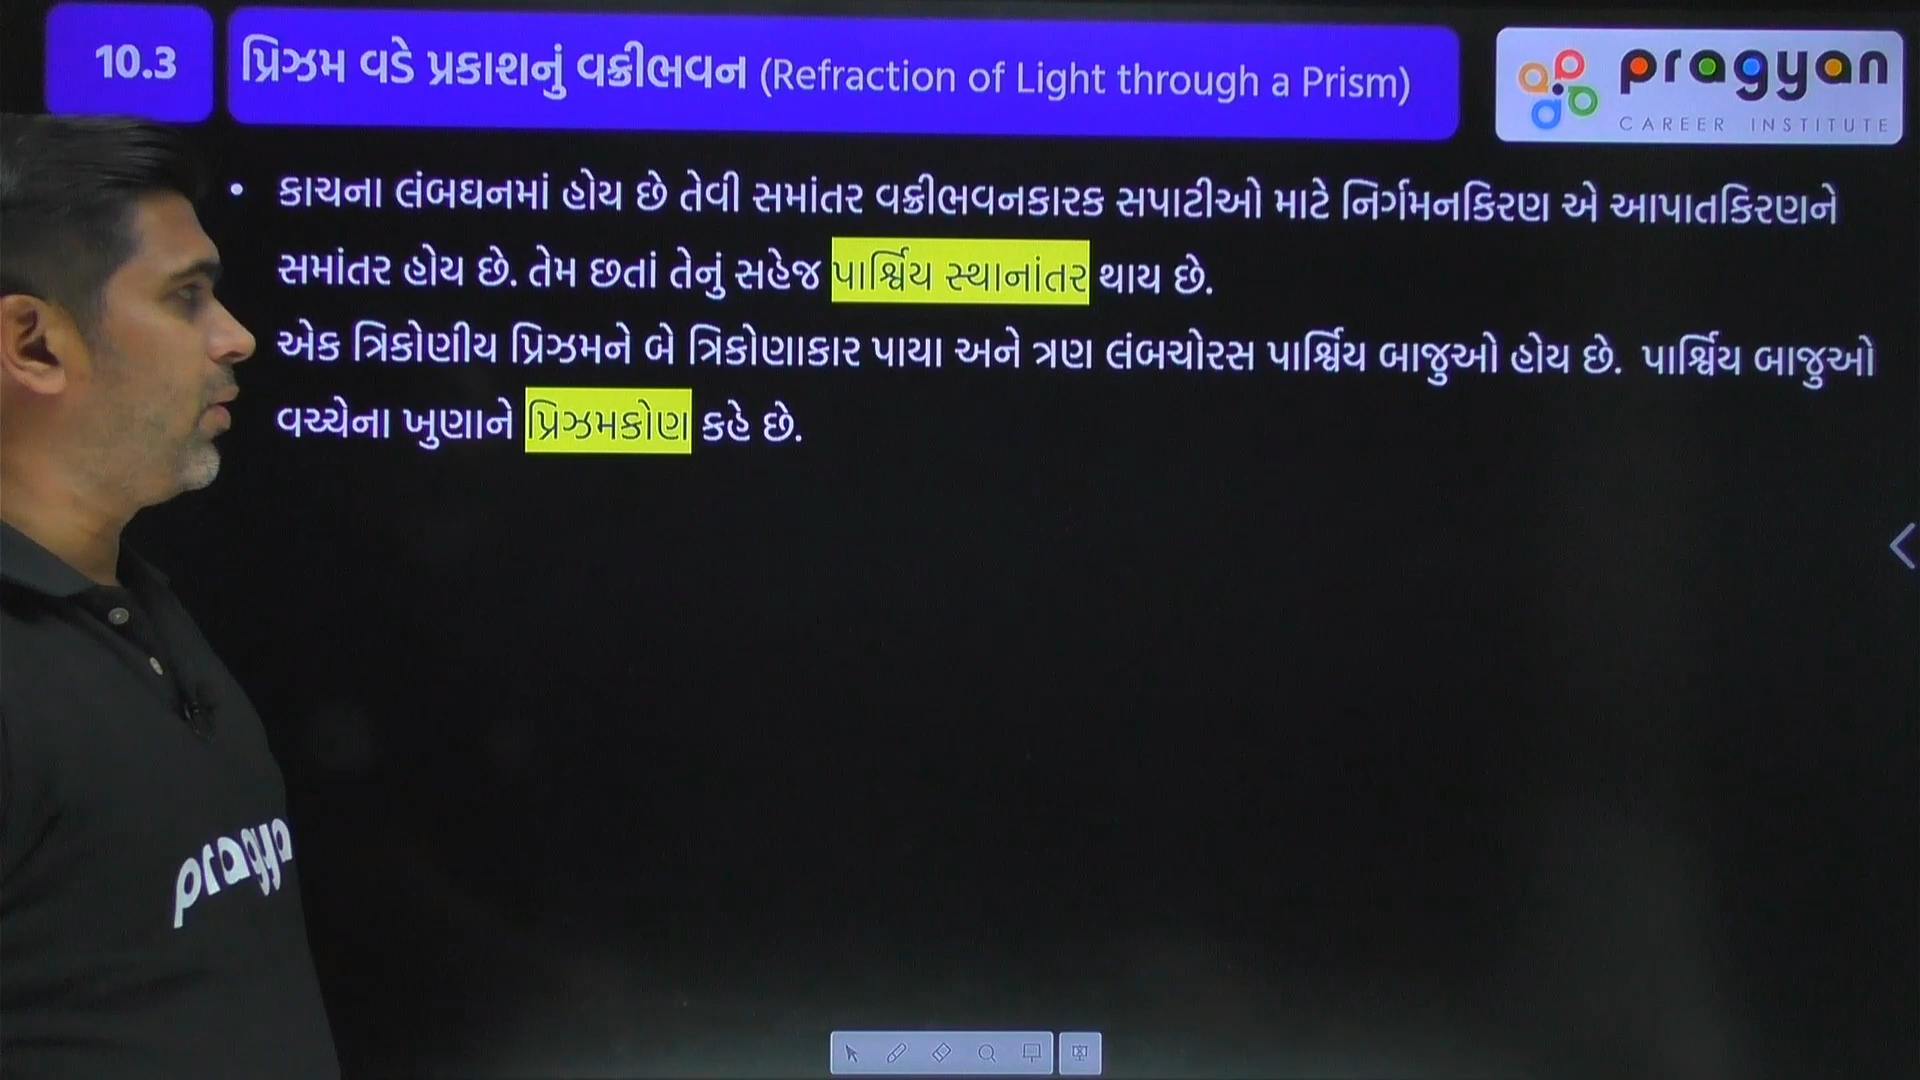 10.3 પ્રિઝમ વડે પ્રકાશનું વક્રીભવન (Refraction of Light through a Prism)
pragyan
CAREER INSTITUTE
• કાચના લંબઘનમાં હોય છે તેવી સમાંતર વક્રીભવનકારક સપાટીઓ માટે નિર્ગમનકિરણ એ આપાતકિરણને
સમાંતર હોય છે. તેમ છતાં તેનું સહેજ પાર્શ્વિય સ્થાનાંતર થાય છે.
એક ત્રિકોણીય પ્રિઝમને બે ત્રિકોણાકાર પાયા અને ત્રણ લંબચોરસ પાર્શ્વિય બાજુઓ હોય છે. પાર્શ્વિય બાજુઓ
વચ્ચેના ખુણાને પ્રિઝમકોણ કહે છે.
pragya